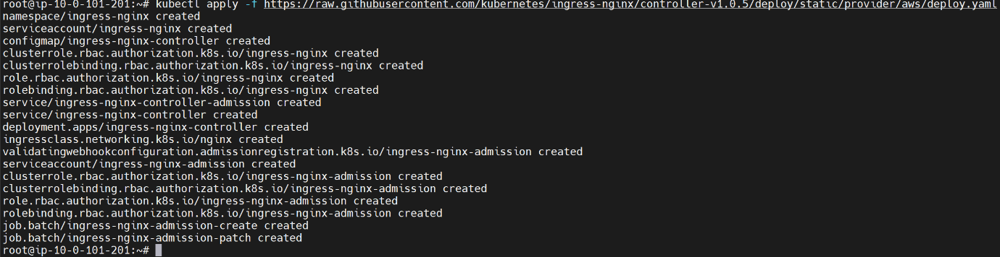 root@ip-10-0-101-201:~# kubectl apply -f https://raw.githubusercontent.com/kubernetes/ingress-nginx/controller-v1.0.5/deploy/static/provider/aws/deploy.yaml
namespace/ingress-nginx created
serviceaccount/ingress-nginx created
configmap/ingress-nginx-controller created
clusterrole.rbac.authorization.k8s.io/ingress-nginx created
clusterrolebinding.rbac.authorization.k8s.io/ingress-nginx created
role.rbac.authorization.k8s.io/ingress-nginx created
rolebinding.rbac.authorization.k8s.io/ingress-nginx created
service/ingress-nginx-controller-admission created
service/ingress-nginx-controller created
deployment.apps/ingress-nginx-controller created
ingressclass.networking.k8s.io/nginx created
validatingwebhookconfiguration.admissionregistration.k8s.io/ingress-nginx-admission created
serviceaccount/ingress-nginx-admission created
clusterrole.rbac.authorization.k8s.io/ingress-nginx-admission created
clusterrolebinding.rbac.authorization.k8s.io/ingress-nginx-admission created
role.rbac.authorization.k8s.io/ingress-nginx-admission created
rolebinding.rbac.authorization.k8s.io/ingress-nginx-admission created
job.batch/ingress-nginx-admission-create created
job.batch/ingress-nginx-admission-patch created
root@ip-10-0-101-201:~#